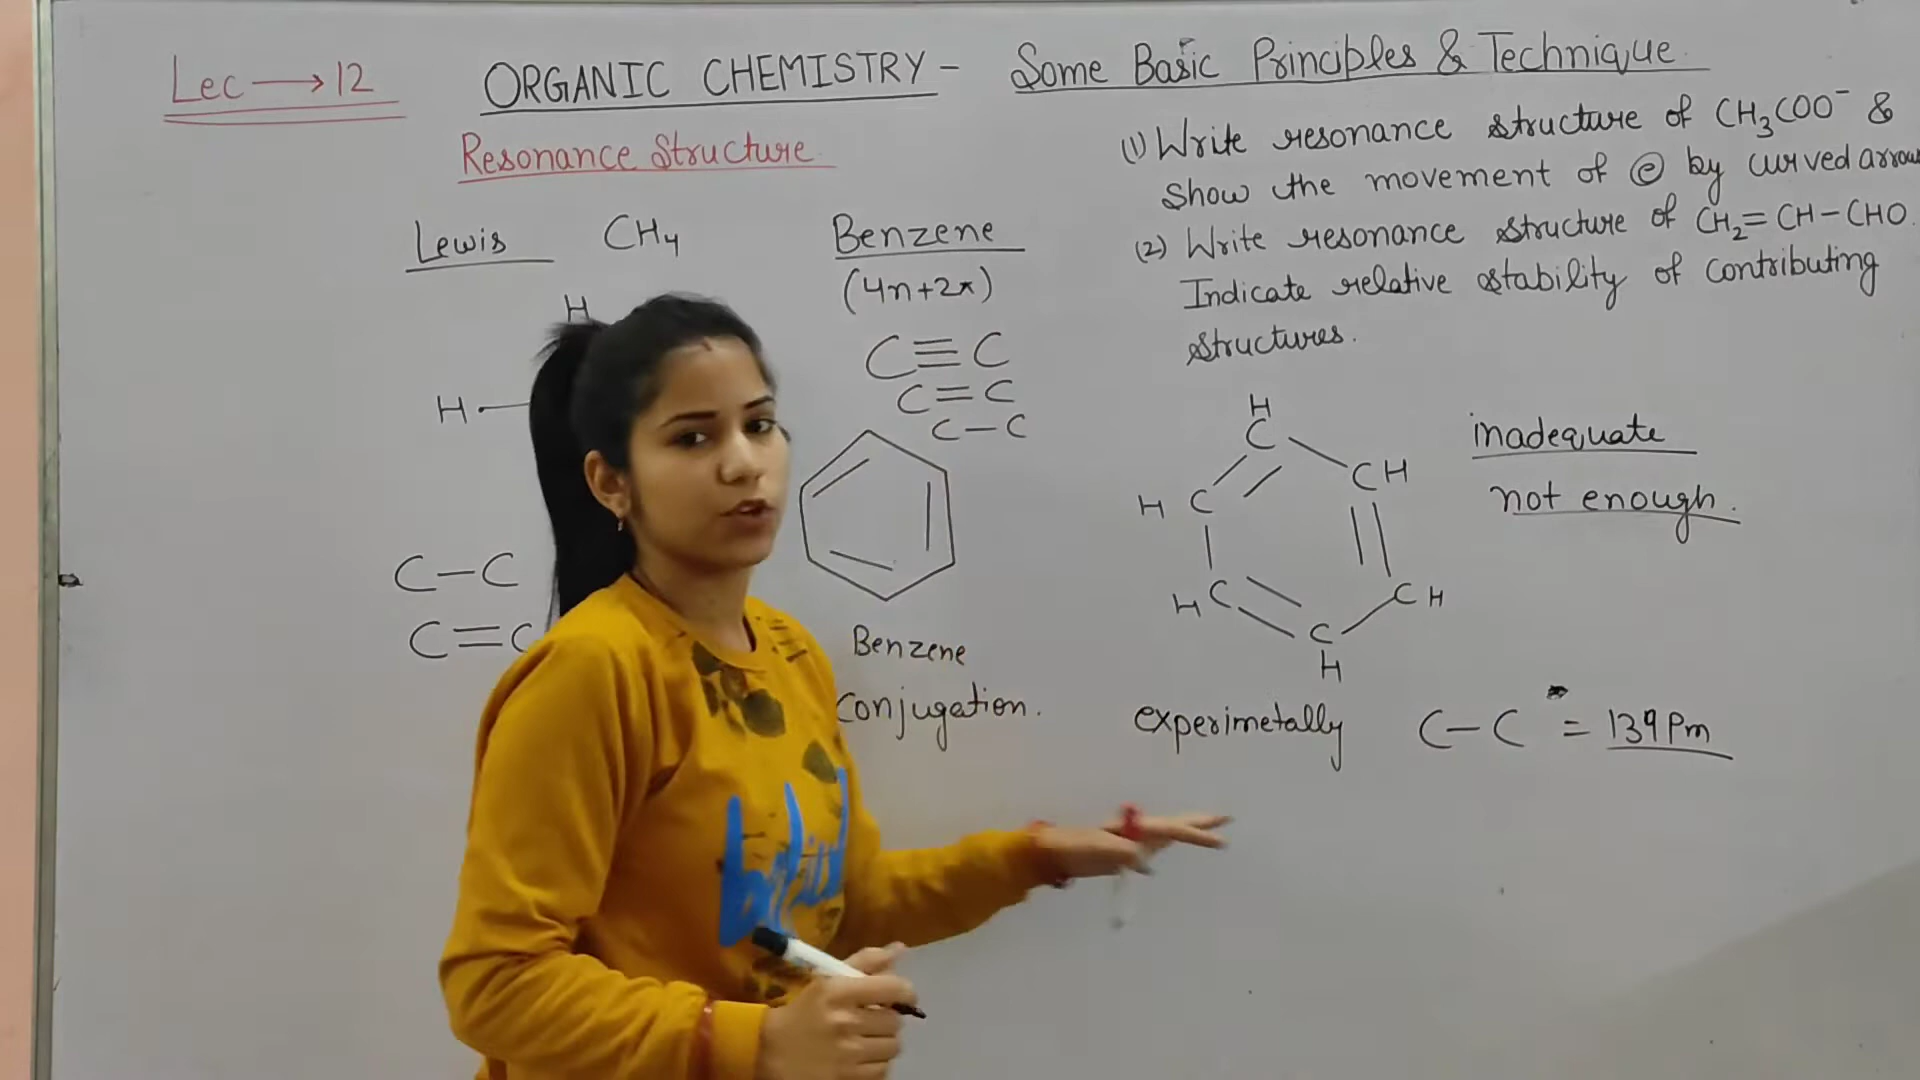 Lec → 12
ORGANIC CHEMISTRY - Some Basic Principles & Technique.
Resonance Structure
(1) Write resonance structure of CH₃COO⁻ &
Show the movement of e by curved arrows
(2) Write resonance structure of CH₂=CH-CHO.
Indicate relative stability of contributing
structures.
Lewis CH₄
H
H
C-C
C=C
Benzene
(4n+2π)
C≡C
C=C
C-C
Benzene
conjugation.
H
C
CH
H C
H C
CH
C
H
inadequate
not enough.
experimetally C-C = 139 Pm